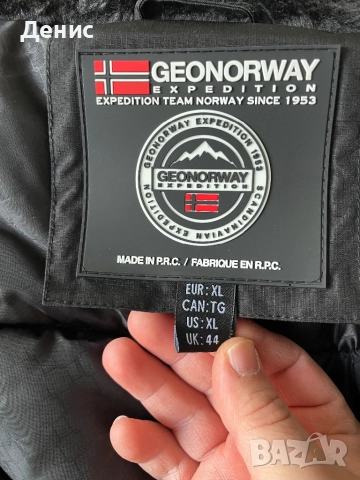 Денис
GEONORWAY
EXPEDITION
EXPEDITION TEAM NORWAY SINCE 1953
GEONORWAY EXPEDITION 1953
GEONORWAY
EXPEDITION
SCANDINAVIAN EXPEDITION
MADE IN P.R.C. / FABRIQUE EN R.P.C.
EUR: XL
CAN:TG
US: XL
UK: 44
BAZAR